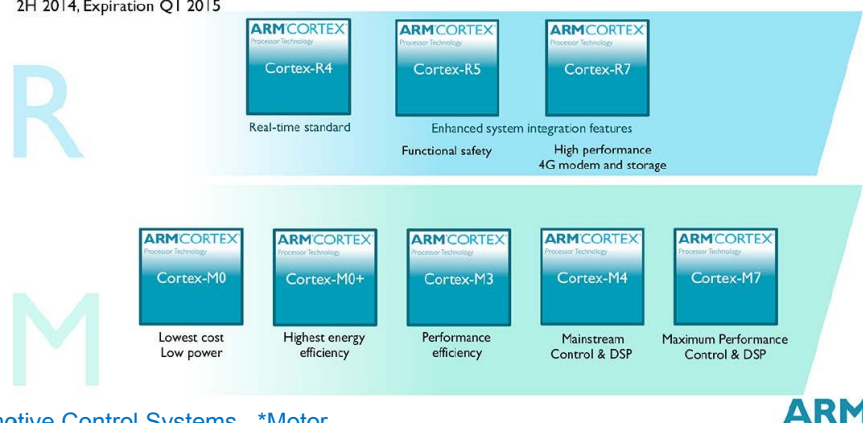 2H 2014, Expiration Q1 2015
R
ARM CORTEX ARM CORTEX ARM CORTEX
Processor Technology Processor Technology Processor Technology
Cortex-R4 Cortex-R5 Cortex-R7
Real-time standard Enhanced system integration features
Functional safety High performance
4G modem and storage
M
ARM CORTEX ARM CORTEX ARM CORTEX ARM CORTEX ARM CORTEX
Processor Technology Processor Technology Processor Technology Processor Technology Processor Technology
Cortex-M0 Cortex-M0+ Cortex-M3 Cortex-M4 Cortex-M7
Lowest cost Highest energy Performance Mainstream Maximum Performance
Low power efficiency efficiency Control & DSP Control & DSP
Control Systems *Motor
ARM